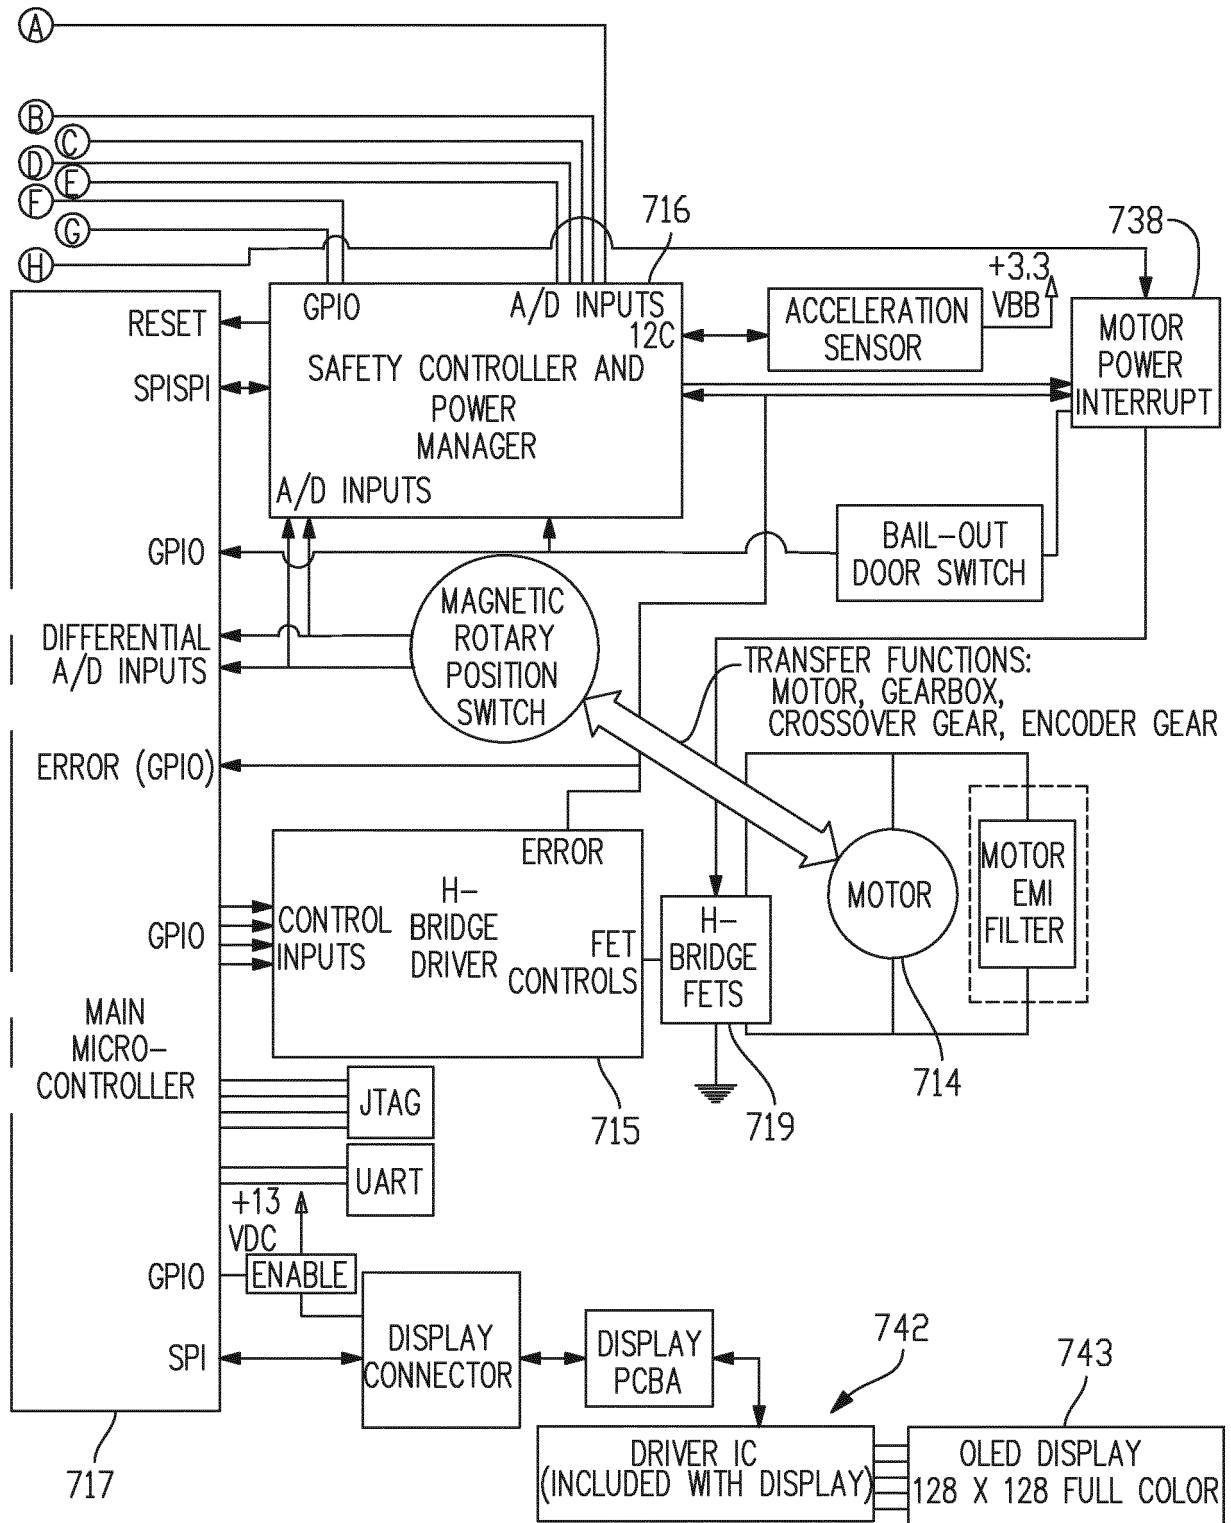 A
B
C
D
E
F
G
H
716
738
GPIO
A/D INPUTS
12C
RESET
SPISPI
SAFETY CONTROLLER AND
POWER
MANAGER
A/D INPUTS
ACCELERATION
SENSOR
+3.3
VBB
MOTOR
POWER
INTERRUPT
GPIO
BAIL-OUT
DOOR SWITCH
MAGNETIC
ROTARY
POSITION
SWITCH
DIFFERENTIAL
A/D INPUTS
TRANSFER FUNCTIONS:
MOTOR, GEARBOX,
CROSSOVER GEAR, ENCODER GEAR
ERROR (GPIO)
ERROR
GPIO
CONTROL
INPUTS
H-
BRIDGE
DRIVER
FET
CONTROLS
H-
BRIDGE
FETS
MOTOR
MOTOR
EMI
FILTER
MAIN
MICRO-
CONTROLLER
JTAG
715
719
714
UART
+13
VDC
GPIO
ENABLE
SPI
DISPLAY
CONNECTOR
DISPLAY
PCBA
742
743
717
DRIVER IC
(INCLUDED WITH DISPLAY)
OLED DISPLAY
128 X 128 FULL COLOR